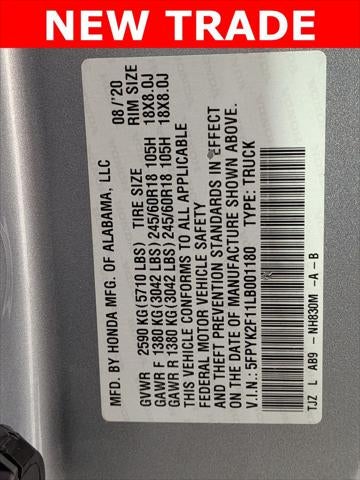 NEW TRADE
MFD. BY HONDA MFG. OF ALABAMA, LLC 08/'20
TIRE SIZE RIM SIZE
GVWR 2590 KG(5710 LBS)
GAWR F 1380 KG(3042 LBS) 245/60R18 105H 18X8.0J
GAWR R 1380 KG(3042 LBS) 245/60R18 105H 18X8.0J
THIS VEHICLE CONFORMS TO ALL APPLICABLE
FEDERAL MOTOR VEHICLE SAFETY
AND THEFT PREVENTION STANDARDS IN EFFECT
ON THE DATE OF MANUFACTURE SHOWN ABOVE.
V.I.N.: 5FPYK2F11LB001180 TYPE: TRUCK
TJZ L AB9 -NH830M -A -B